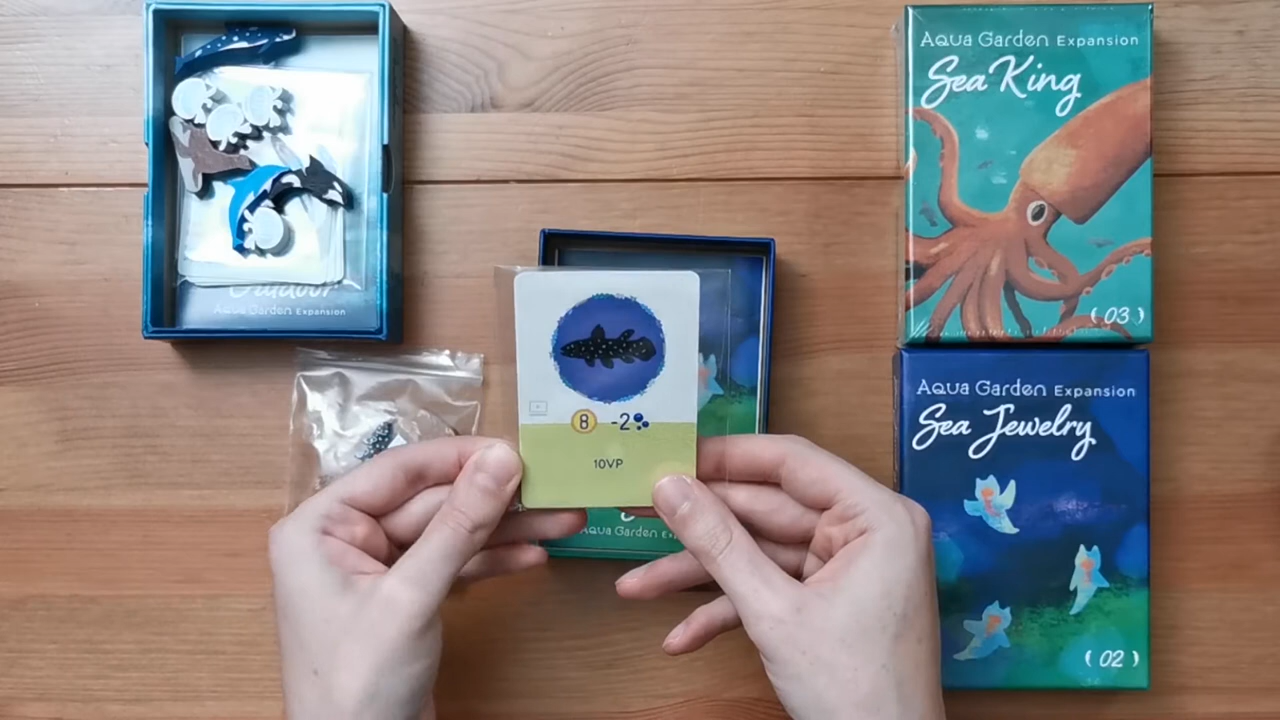 Outdoor
Aqua Garden Expansion
8 -2
10VP
Aqua Garden
Aqua Garden Expansion
Sea King
( 03 )
Aqua Garden Expansion
Sea Jewelry
( 02 )